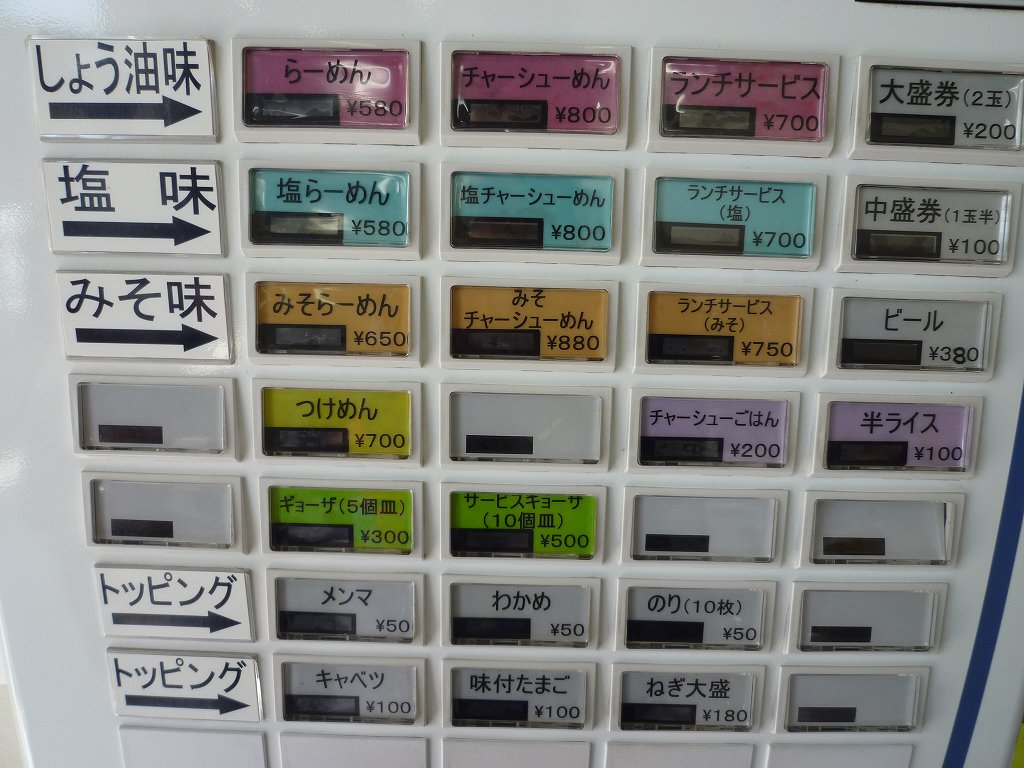 しょう油味
らーめん
¥580
チャーシューめん
¥800
ランチサービス
¥700
大盛券(2玉)
¥200
塩 味
塩らーめん
¥580
塩チャーシューめん
¥800
ランチサービス
(塩)
¥700
中盛券(1玉半)
¥100
みそ味
みそらーめん
¥650
みそ
チャーシューめん
¥880
ランチサービス
(みそ)
¥750
ビール
¥380
つけめん
¥700
チャーシューごはん
¥200
半ライス
¥100
ギョーザ(5個皿)
¥300
サービスギョーザ
(10個皿)
¥500
トッピング
メンマ
¥50
わかめ
¥50
のり(10枚)
¥50
トッピング
キャベツ
¥100
味付たまご
¥100
ねぎ大盛
¥180